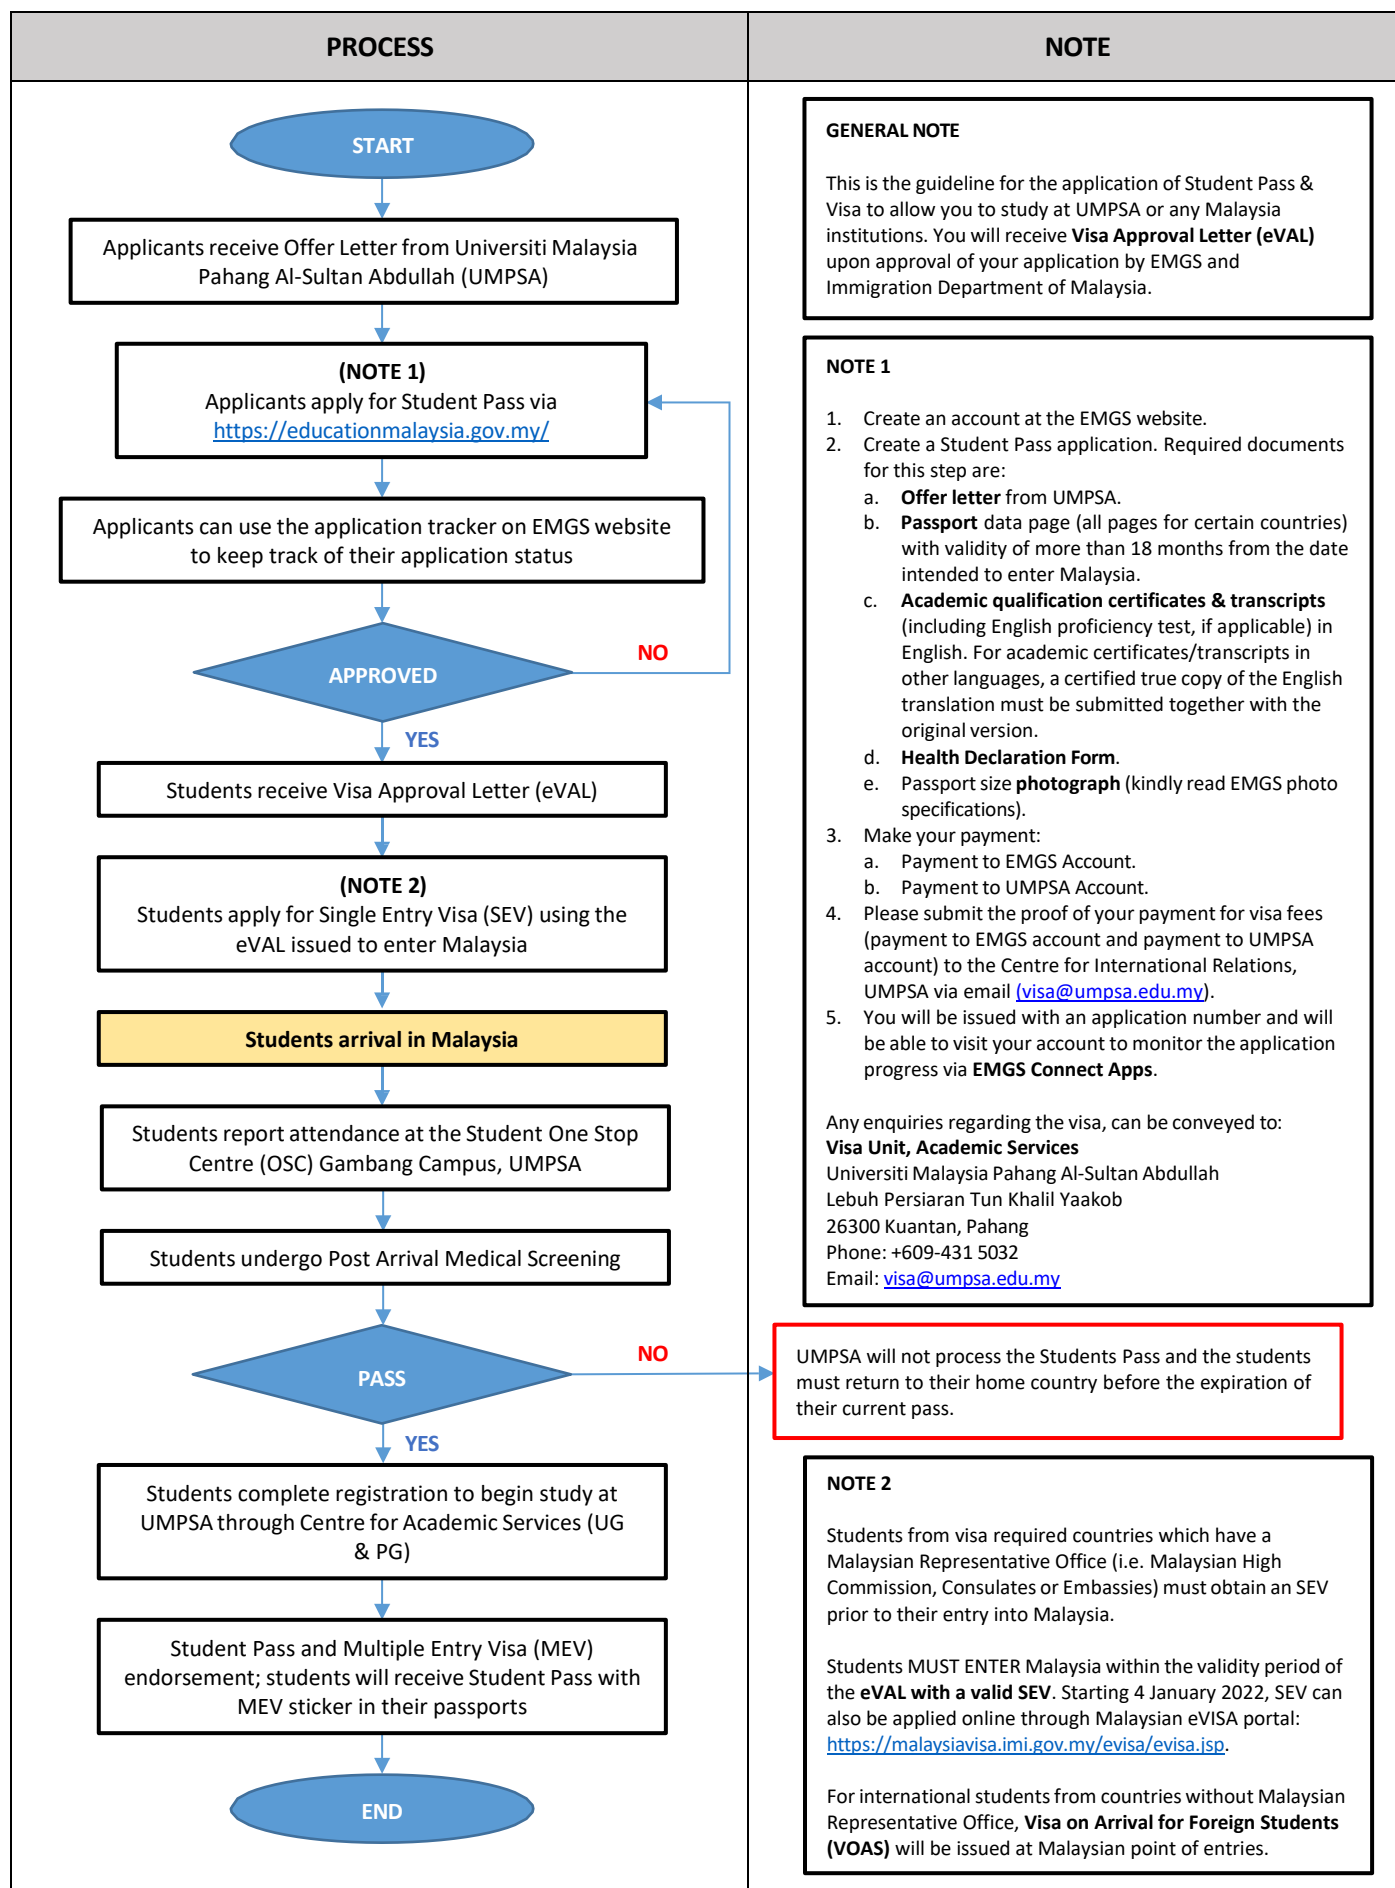 PROCESS
NOTE
START
Applicants receive Offer Letter from Universiti Malaysia
Pahang Al-Sultan Abdullah (UMPSA)
(NOTE 1)
Applicants apply for Student Pass via
https://educationmalaysia.gov.my/
Applicants can use the application tracker on EMGS website
to keep track of their application status
APPROVED
NO
YES
Students receive Visa Approval Letter (eVAL)
(NOTE 2)
Students apply for Single Entry Visa (SEV) using the
eVAL issued to enter Malaysia
Students arrival in Malaysia
Students report attendance at the Student One Stop
Centre (OSC) Gambang Campus, UMPSA
Students undergo Post Arrival Medical Screening
PASS
NO
YES
Students complete registration to begin study at
UMPSA through Centre for Academic Services (UG
& PG)
Student Pass and Multiple Entry Visa (MEV)
endorsement; students will receive Student Pass with
MEV sticker in their passports
END
GENERAL NOTE
This is the guideline for the application of Student Pass &
Visa to allow you to study at UMPSA or any Malaysia
institutions. You will receive Visa Approval Letter (eVAL)
upon approval of your application by EMGS and
Immigration Department of Malaysia.
NOTE 1
1. Create an account at the EMGS website.
2. Create a Student Pass application. Required documents
for this step are:
a. Offer letter from UMPSA.
b. Passport data page (all pages for certain countries)
with validity of more than 18 months from the date
intended to enter Malaysia.
c. Academic qualification certificates & transcripts
(including English proficiency test, if applicable) in
English. For academic certificates/transcripts in
other languages, a certified true copy of the English
translation must be submitted together with the
original version.
d. Health Declaration Form.
e. Passport size photograph (kindly read EMGS photo
specifications).
3. Make your payment:
a. Payment to EMGS Account.
b. Payment to UMPSA Account.
4. Please submit the proof of your payment for visa fees
(payment to EMGS account and payment to UMPSA
account) to the Centre for International Relations,
UMPSA via email (visa@umpsa.edu.my).
5. You will be issued with an application number and will
be able to visit your account to monitor the application
progress via EMGS Connect Apps.
Any enquiries regarding the visa, can be conveyed to:
Visa Unit, Academic Services
Universiti Malaysia Pahang Al-Sultan Abdullah
Lebuh Persiaran Tun Khalil Yaakob
26300 Kuantan, Pahang
Phone: +609-431 5032
Email: visa@umpsa.edu.my
UMPSA will not process the Students Pass and the students
must return to their home country before the expiration of
their current pass.
NOTE 2
Students from visa required countries which have a
Malaysian Representative Office (i.e. Malaysian High
Commission, Consulates or Embassies) must obtain an SEV
prior to their entry into Malaysia.
Students MUST ENTER Malaysia within the validity period of
the eVAL with a valid SEV. Starting 4 January 2022, SEV can
also be applied online through Malaysian eVISA portal:
https://malaysiavisa.imi.gov.my/evisa/evisa.jsp.
For international students from countries without Malaysian
Representative Office, Visa on Arrival for Foreign Students
(VOAS) will be issued at Malaysian point of entries.